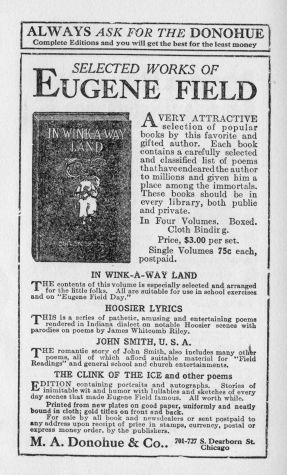 ALWAYS ASK FOR THE DONOHUE
Complete Editions and you will get the best for the least money
SELECTED WORKS OF
EUGENE FIELD
IN WINK-A-WAY
LAND
A VERY ATTRACTIVE
selection of popular
books by this favorite and
gifted author. Each book
contains a carefully selected
and classified list of poems
that have endeared the author
to millions and given him a
place among the immortals.
These books should be in
every library, both public
and private.
In Four Volumes. Boxed.
Cloth Binding.
Price, $3.00 per set.
Single Volumes 75c each,
postpaid.
IN WINK-A-WAY LAND
THE contents of this volume is especially selected and arranged
for the little folks. All are suitable for use in school exercises
and on "Eugene Field Day."
HOOSIER LYRICS
THIS is a series of pathetic, amusing and entertaining poems
rendered in Indiana dialect on notable Hoosier scenes with
parodies on poems by James Whitcomb Riley.
JOHN SMITH, U. S. A.
THE romantic story of John Smith, also includes many other
poems, all of which afford suitable material for "Field
Readings" and general school and church entertainments.
THE CLINK OF THE ICE and other poems
EDITION containing portraits and autographs. Stories of
inimitable wit and humor with lullabies and sketches of every
day scenes that made Eugene Field famous. All worth while.
Printed from new plates on good paper, uniformly and neatly
bound in cloth; gold titles on front and back.
For sale by all book and newsdealers or sent postpaid to
any address upon receipt of price in stamps, currency, postal or
express money order, by the publishers.
M. A. Donohue & Co.. 701-727 S. Dearborn St.
Chicago